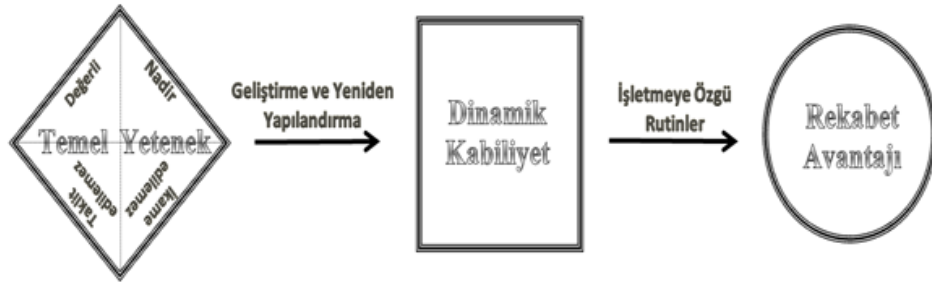 Değerli
Nadir
Temel Yetenek
Taklit
edilemez
İkame
edilemez
Geliştirme ve Yeniden
Yapılandırma
Dinamik
Kabiliyet
İşletmeye Özgü
Rutinler
Rekabet
Avantajı